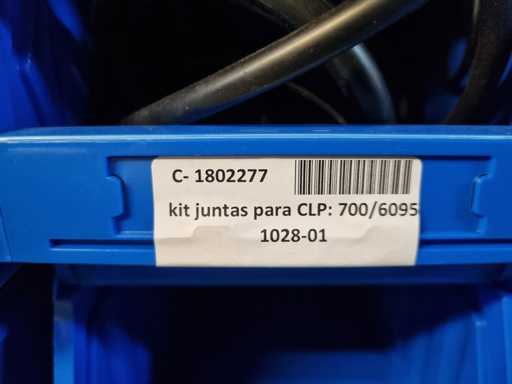 C- 1802277
kit juntas para CLP: 700/6095
1028-01